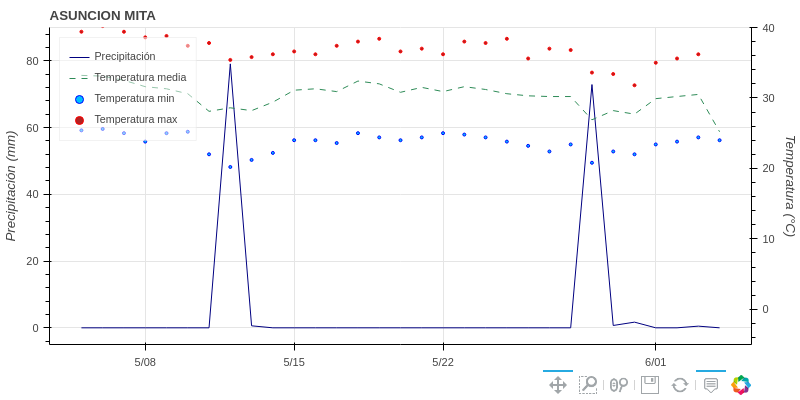 ASUNCION MITA
Precipitación
Temperatura media
Temperatura min
Temperatura max
Precipitación (mm)
80
60
40
20
0
Temperatura (°C)
40
30
20
10
0
5/08
5/15
5/22
6/01